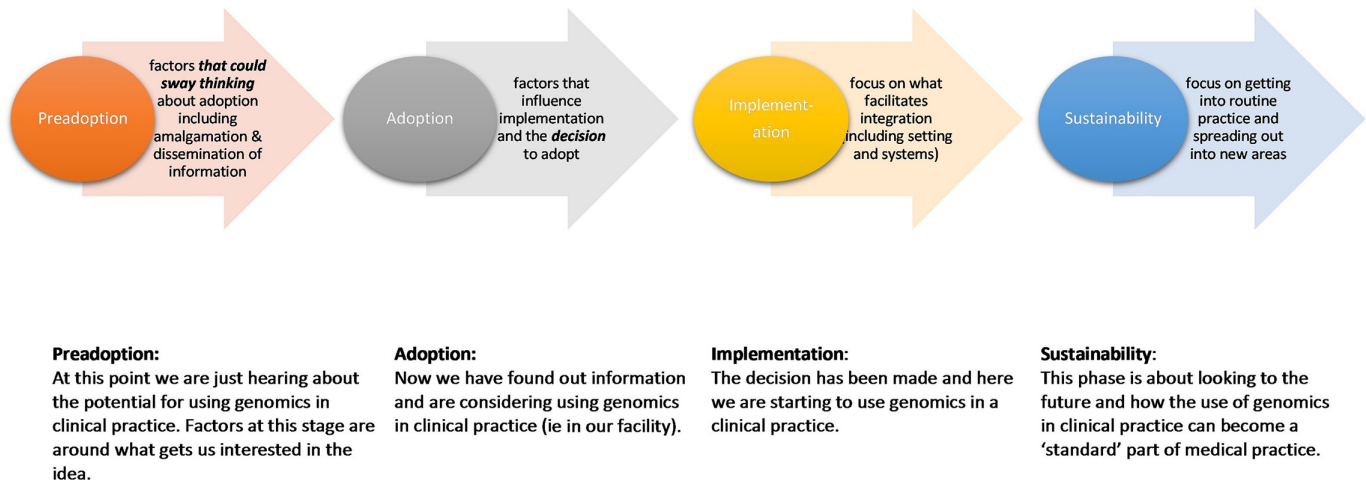 Preadoption
factors that could
sway thinking
about adoption
including
amalgamation &
dissemination of
information
Adoption
factors that
influence
implementation
and the decision
to adopt
Implement-
ation
focus on what
facilitates
integration
(including setting
and systems)
Sustainability
focus on getting
into routine
practice and
spreading out
into new areas
Preadoption:
At this point we are just hearing about
the potential for using genomics in
clinical practice. Factors at this stage are
around what gets us interested in the
idea.
Adoption:
Now we have found out information
and are considering using genomics
in clinical practice (ie in our facility).
Implementation:
The decision has been made and here
we are starting to use genomics in a
clinical practice.
Sustainability:
This phase is about looking to the
future and how the use of genomics
in clinical practice can become a
‘standard’ part of medical practice.